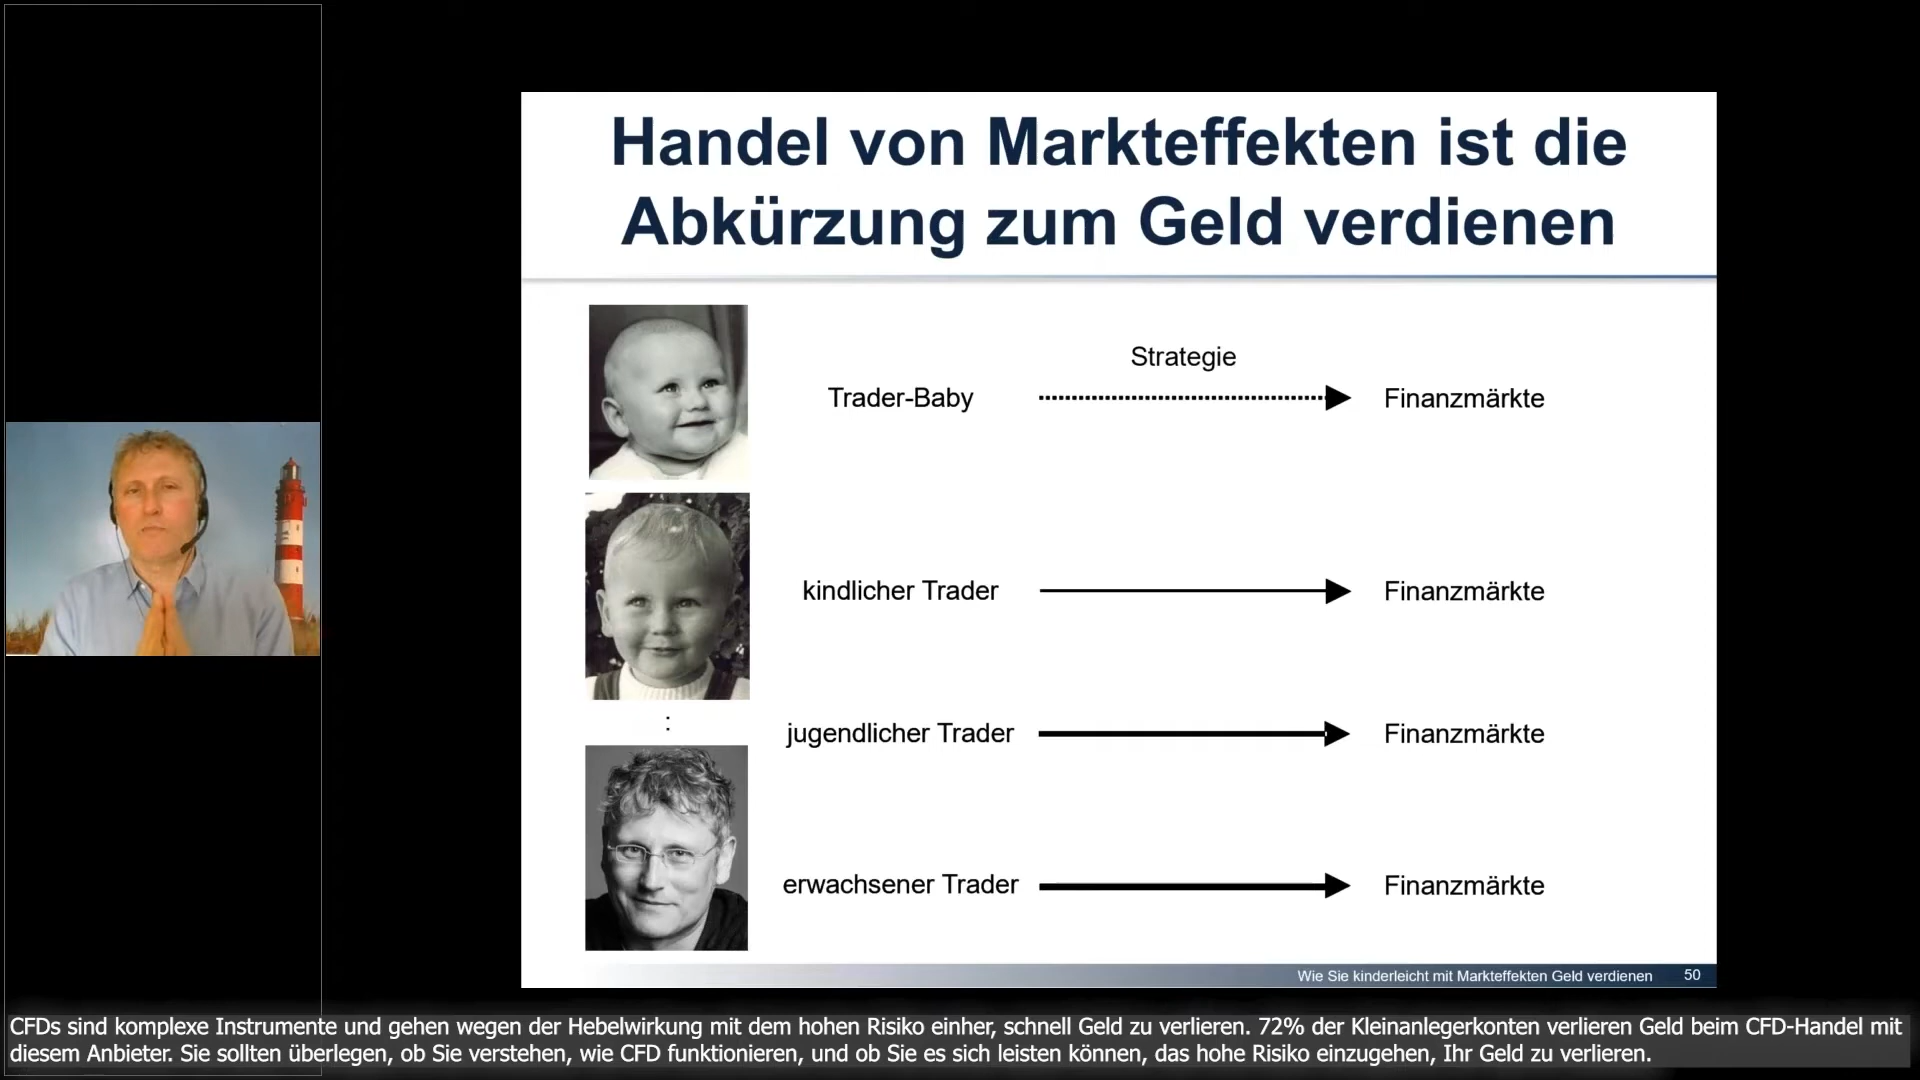 Handel von Markteffekten ist die
Abkürzung zum Geld verdienen
Strategie
Trader-Baby
Finanzmärkte
kindlicher Trader
Finanzmärkte
:
jugendlicher Trader
Finanzmärkte
erwachsener Trader
Finanzmärkte
Wie Sie kinderleicht mit Markteffekten Geld verdienen 50
CFDs sind komplexe Instrumente und gehen wegen der Hebelwirkung mit dem hohen Risiko einher, schnell Geld zu verlieren. 72% der Kleinanlegerkonten verlieren Geld beim CFD-Handel mit
diesem Anbieter. Sie sollten überlegen, ob Sie verstehen, wie CFD funktionieren, und ob Sie es sich leisten können, das hohe Risiko einzugehen, Ihr Geld zu verlieren.